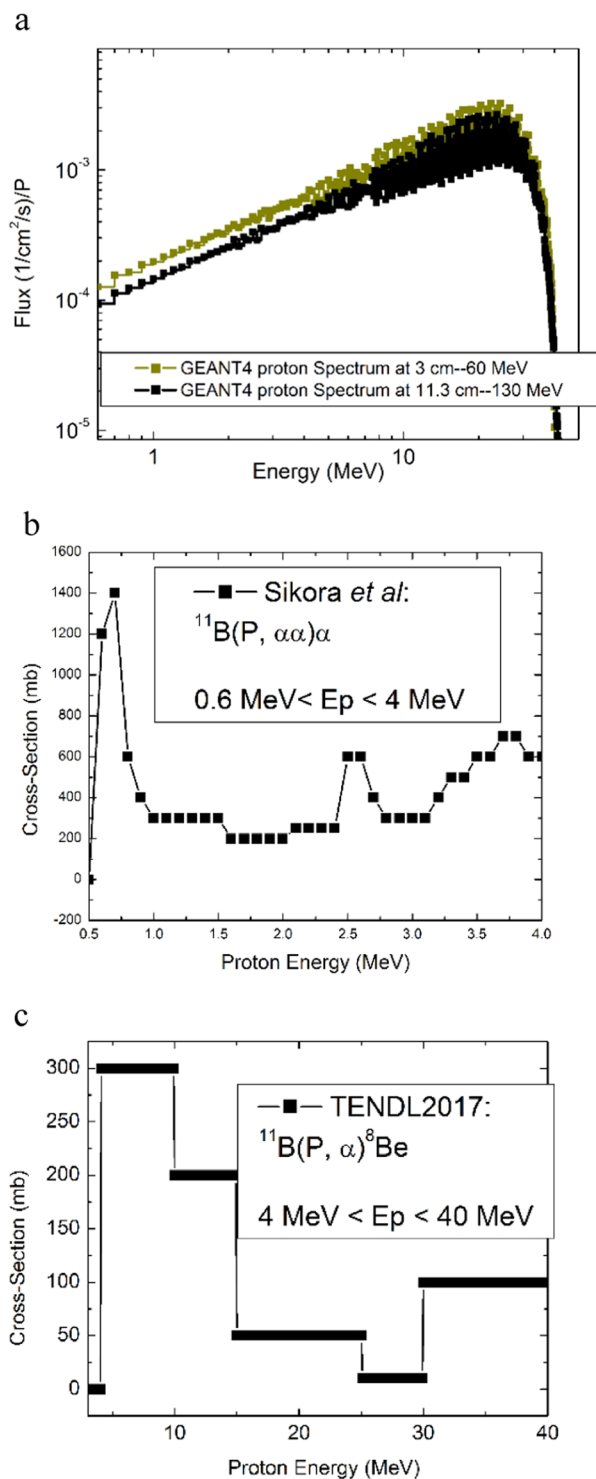 a
Flux (1/cm²/s)/P
10⁻³
10⁻⁴
10⁻⁵
GEANT4 proton Spectrum at 3 cm--60 MeV
GEANT4 proton Spectrum at 11.3 cm--130 MeV
1 10
Energy (MeV)
b
Cross-Section (mb)
1600
1400
1200
1000
800
600
400
200
0
-200
Sikora et al:
¹¹B(P, αα)α
0.6 MeV< Ep < 4 MeV
0.5 1.0 1.5 2.0 2.5 3.0 3.5 4.0
Proton Energy (MeV)
c
Cross-Section (mb)
300
250
200
150
100
50
0
TENDL2017:
¹¹B(P, α)⁸Be
4 MeV < Ep < 40 MeV
10 20 30 40
Proton Energy (MeV)